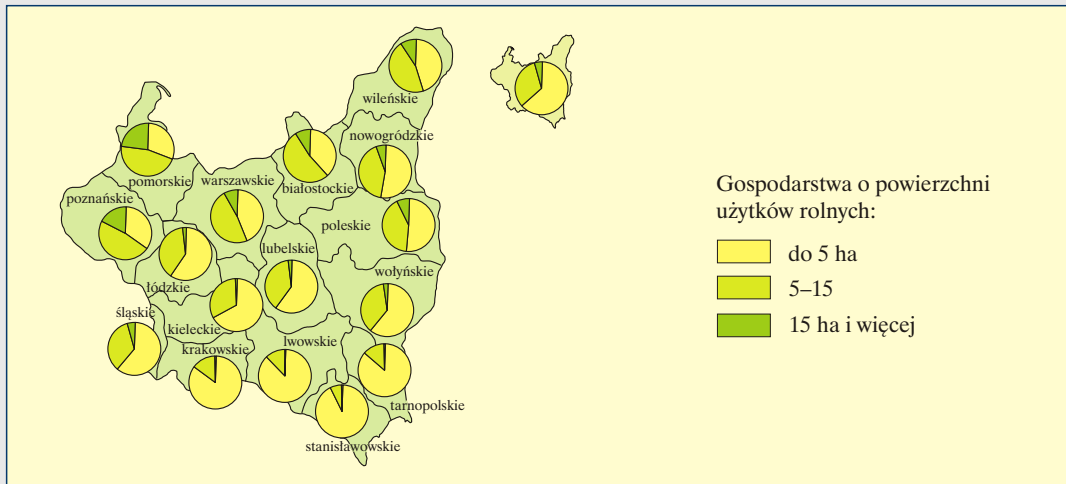 wileńskie
nowogródzkie
pomorskie
warszawskie
białostockie
poznańskie
poleskie
lubelskie
wołyńskie
łódzkie
śląskie
kieleckie
krakowskie
lwowskie
tarnopolskie
stanisławowskie
Gospodarstwa o powierzchni
użytków rolnych:
do 5 ha
5–15
15 ha i więcej